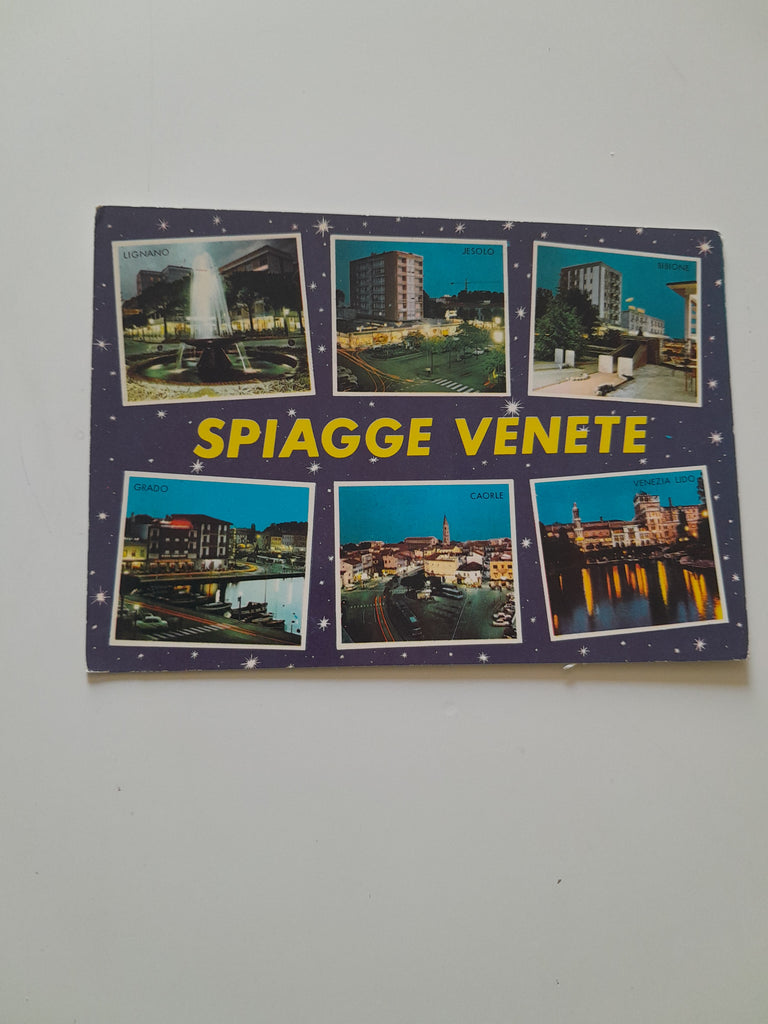 LIGNANO
JESOLO
BIBIONE
SPIAGGE VENETE
GRADO
CAORLE
VENEZIA LIDO